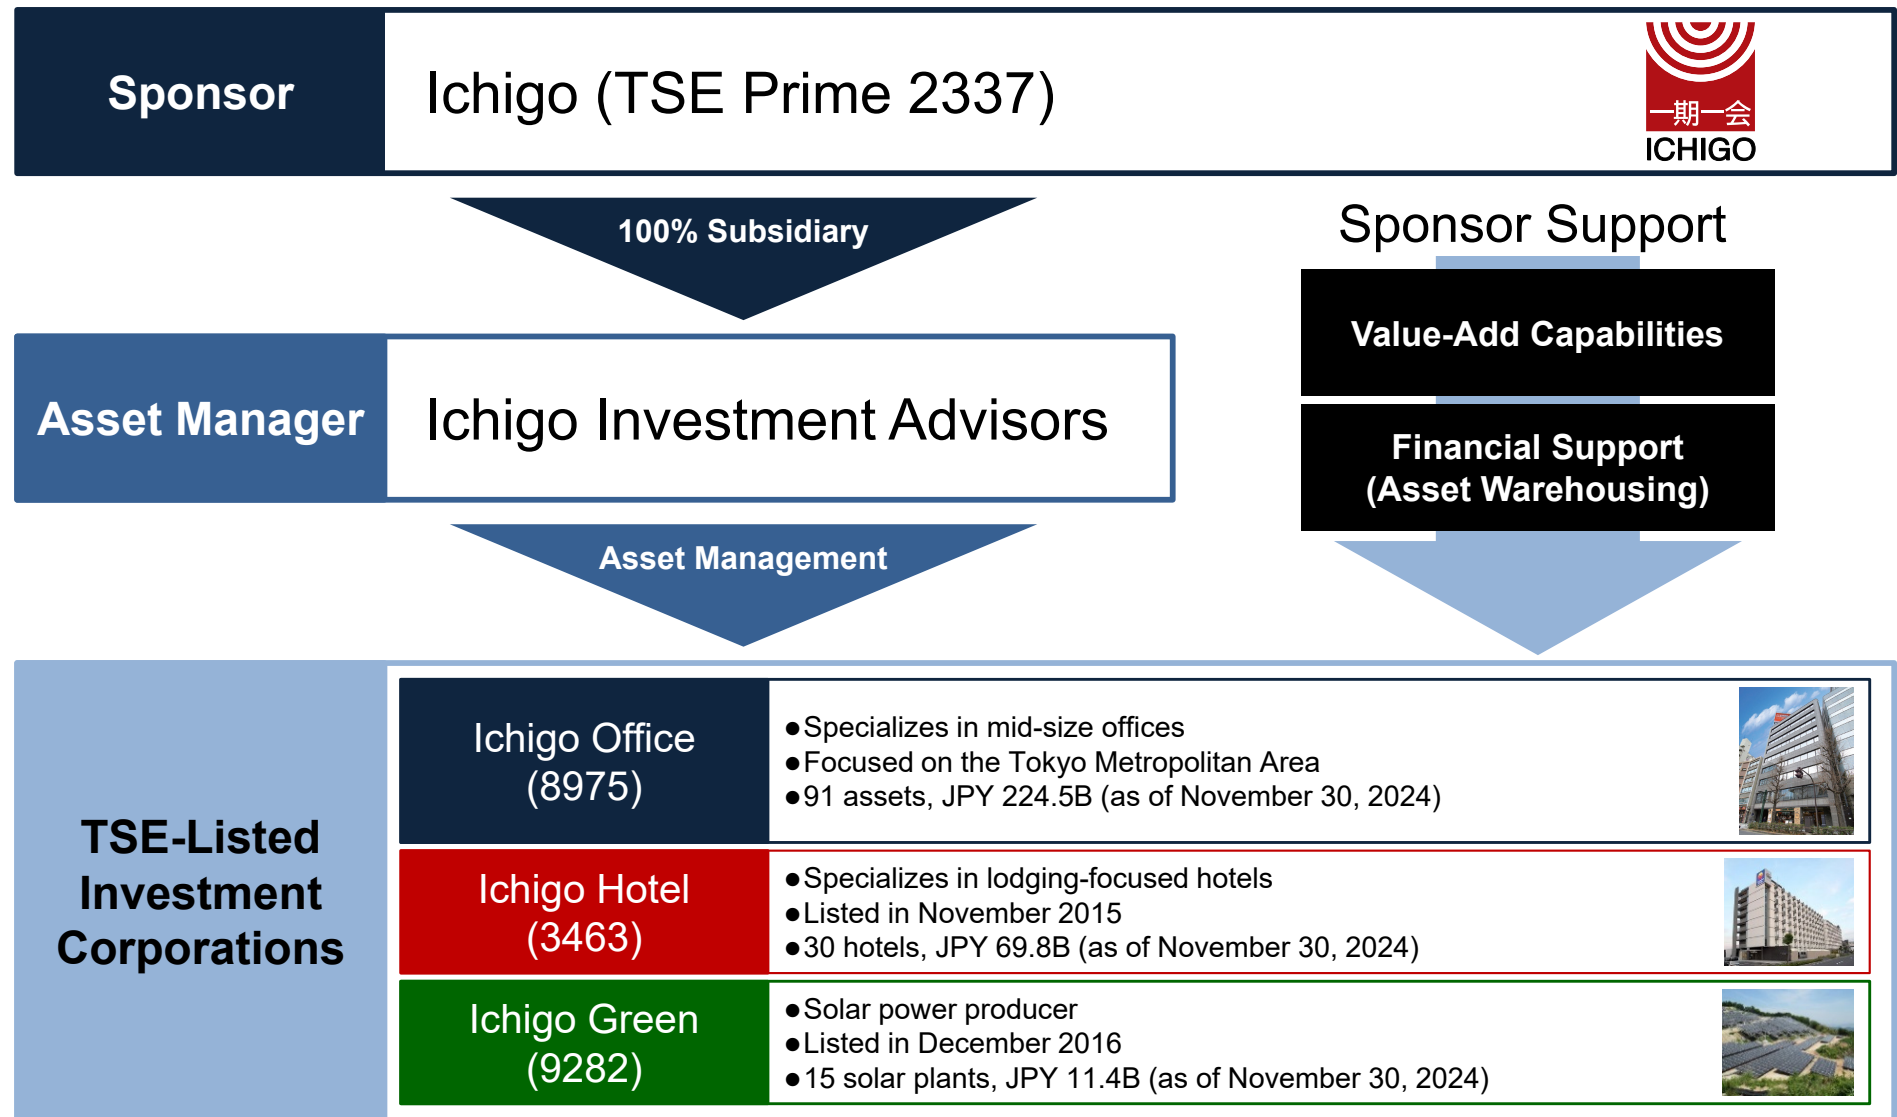 Sponsor
Ichigo (TSE Prime 2337)
一期一会
ICHIGO
100% Subsidiary
Sponsor Support
Value-Add Capabilities
Financial Support
(Asset Warehousing)
Asset Manager
Ichigo Investment Advisors
Asset Management
TSE-Listed
Investment
Corporations
Ichigo Office
(8975)
●Specializes in mid-size offices
●Focused on the Tokyo Metropolitan Area
●91 assets, JPY 224.5B (as of November 30, 2024)
Ichigo Hotel
(3463)
●Specializes in lodging-focused hotels
●Listed in November 2015
●30 hotels, JPY 69.8B (as of November 30, 2024)
Ichigo Green
(9282)
●Solar power producer
●Listed in December 2016
●15 solar plants, JPY 11.4B (as of November 30, 2024)